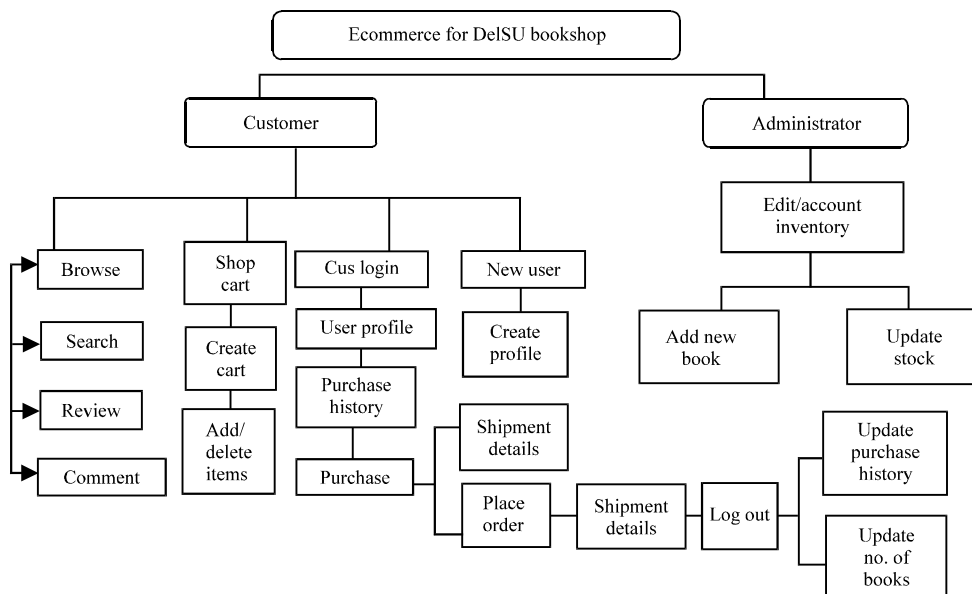 Ecommerce for DelSU bookshop
Customer
Administrator
Edit/account
inventory
Browse
Shop
cart
Cus login
New user
Search
Create
cart
User profile
Create
profile
Add new
book
Update
stock
Review
Add/
delete
items
Purchase
history
Shipment
details
Update
purchase
history
Comment
Purchase
Place
order
Shipment
details
Log out
Update
no. of
books